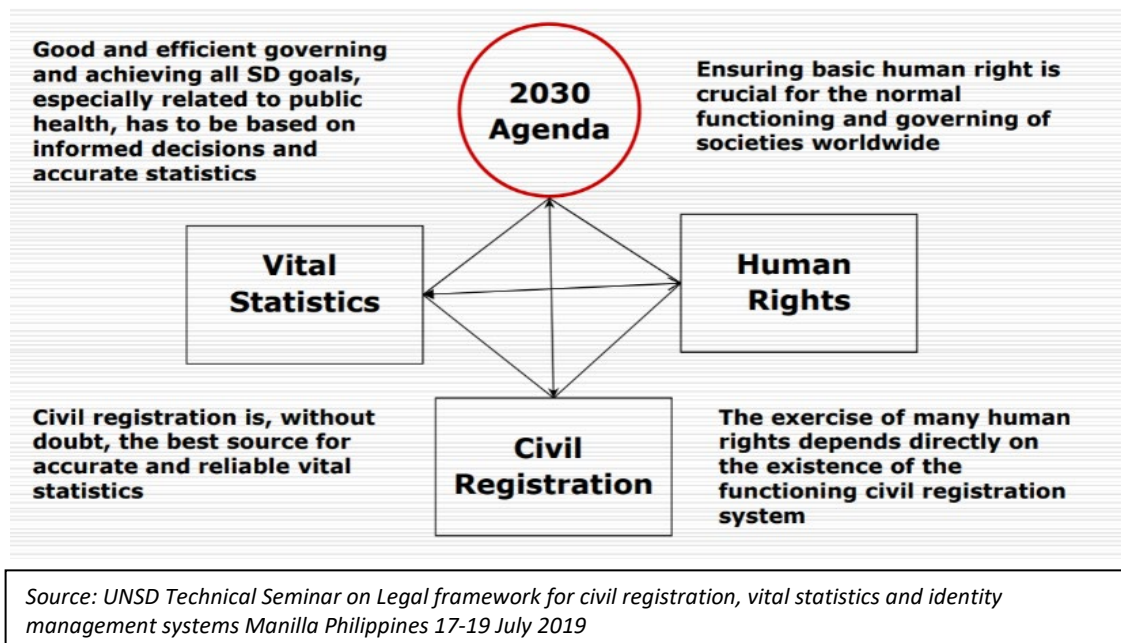 Good and efficient governing
and achieving all SD goals,
especially related to public
health, has to be based on
informed decisions and
accurate statistics
2030
Agenda
Ensuring basic human right is
crucial for the normal
functioning and governing of
societies worldwide
Vital
Statistics
Human
Rights
Civil registration is, without
doubt, the best source for
accurate and reliable vital
statistics
Civil
Registration
The exercise of many human
rights depends directly on
the existence of the
functioning civil registration
system
Source: UNSD Technical Seminar on Legal framework for civil registration, vital statistics and identity
management systems Manilla Philippines 17-19 July 2019